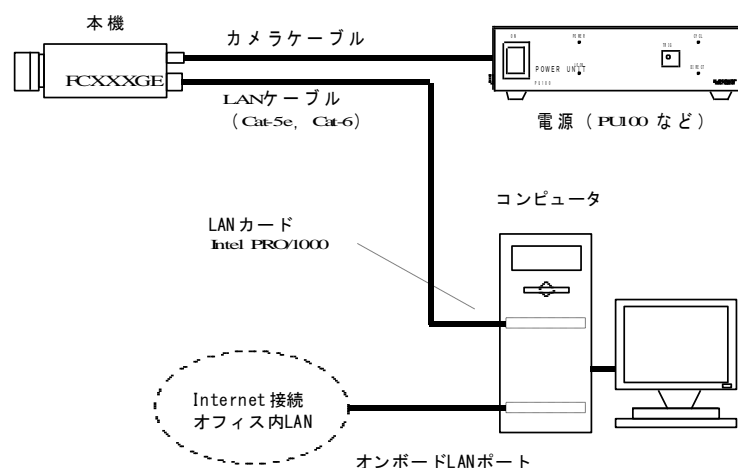 本機
カメラケーブル
FCXXXGE
POWER UNIT
PU100
LANケーブル
(Cat-5e, Cat-6)
電源(PU100 など)
コンピュータ
LANカード
Intel PRO/1000
Internet 接続
オフィス内LAN
オンボードLANポート